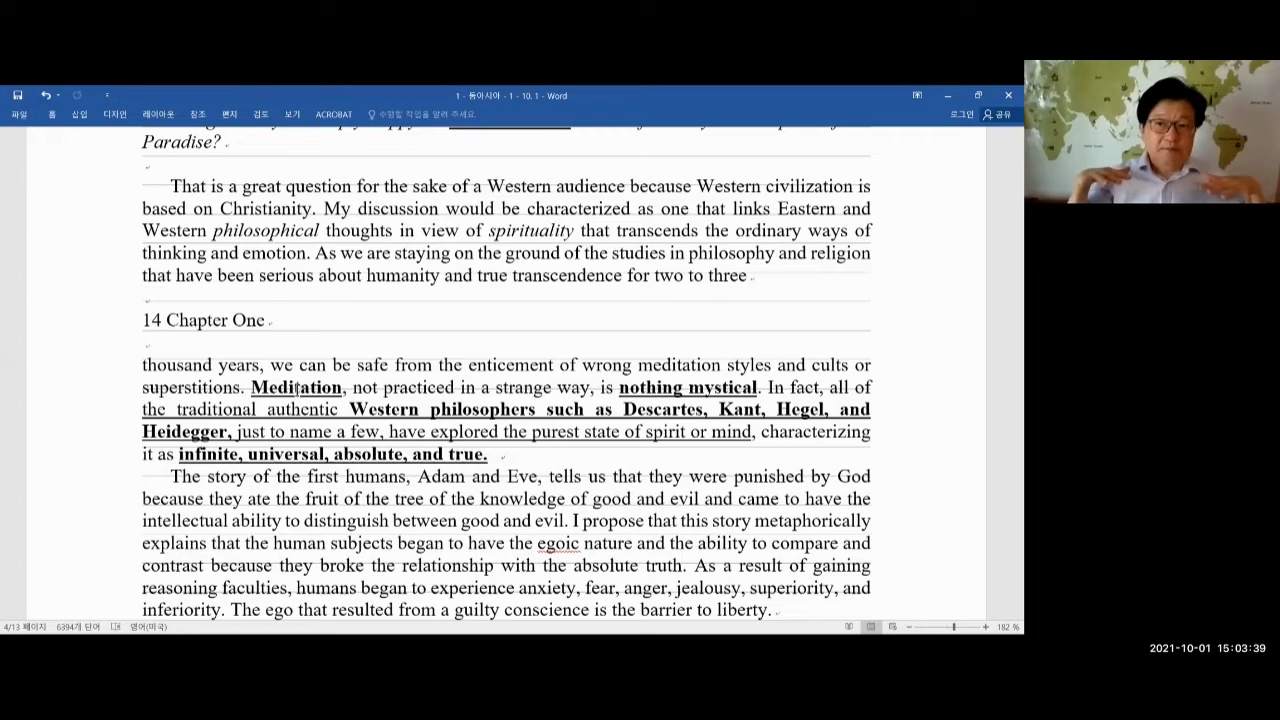 1 - 동아시아 - 1 - 10. 1 - Word
파일 홈 삽입 디자인 레이아웃 참조 편지 검토 보기 ACROBAT 수행할 작업을 알려 주세요. 로그인 공유
Paradise?
That is a great question for the sake of a Western audience because Western civilization is
based on Christianity. My discussion would be characterized as one that links Eastern and
Western philosophical thoughts in view of spirituality that transcends the ordinary ways of
thinking and emotion. As we are staying on the ground of the studies in philosophy and religion
that have been serious about humanity and true transcendence for two to three
14 Chapter One
thousand years, we can be safe from the enticement of wrong meditation styles and cults or
superstitions. Meditation, not practiced in a strange way, is nothing mystical. In fact, all of
the traditional authentic Western philosophers such as Descartes, Kant, Hegel, and
Heidegger, just to name a few, have explored the purest state of spirit or mind, characterizing
it as infinite, universal, absolute, and true.
The story of the first humans, Adam and Eve, tells us that they were punished by God
because they ate the fruit of the tree of the knowledge of good and evil and came to have the
intellectual ability to distinguish between good and evil. I propose that this story metaphorically
explains that the human subjects began to have the egoic nature and the ability to compare and
contrast because they broke the relationship with the absolute truth. As a result of gaining
reasoning faculties, humans began to experience anxiety, fear, anger, jealousy, superiority, and
inferiority. The ego that resulted from a guilty conscience is the barrier to liberty.
4/13 페이지 6394개 단어 영어(미국) 182 %
2021-10-01 15:03:39